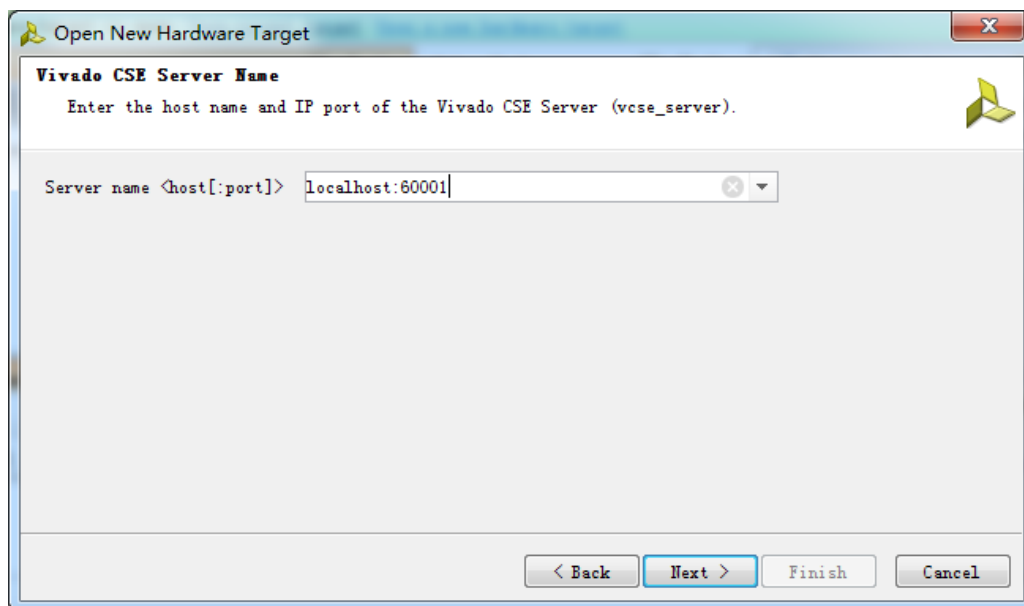 Open New Hardware Target
Vivado CSE Server Name
Enter the host name and IP port of the Vivado CSE Server (vcse_server).
Server name <host[:port]> localhost:60001
< Back Next > Finish Cancel